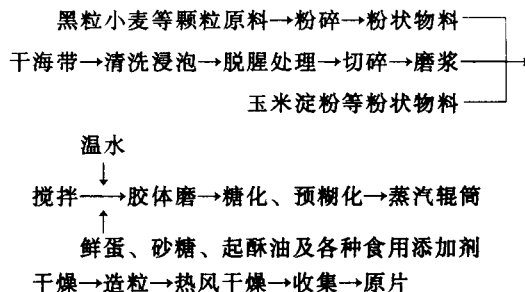 黑粒小麦等颗粒原料→粉碎→粉状物料
干海带→清洗浸泡→脱腥处理→切碎→磨浆→
玉米淀粉等粉状物料
温水
搅拌→胶体磨→糖化、预糊化→蒸汽辊筒
鲜蛋、砂糖、起酥油及各种食用添加剂
干燥→造粒→热风干燥→收集→原片